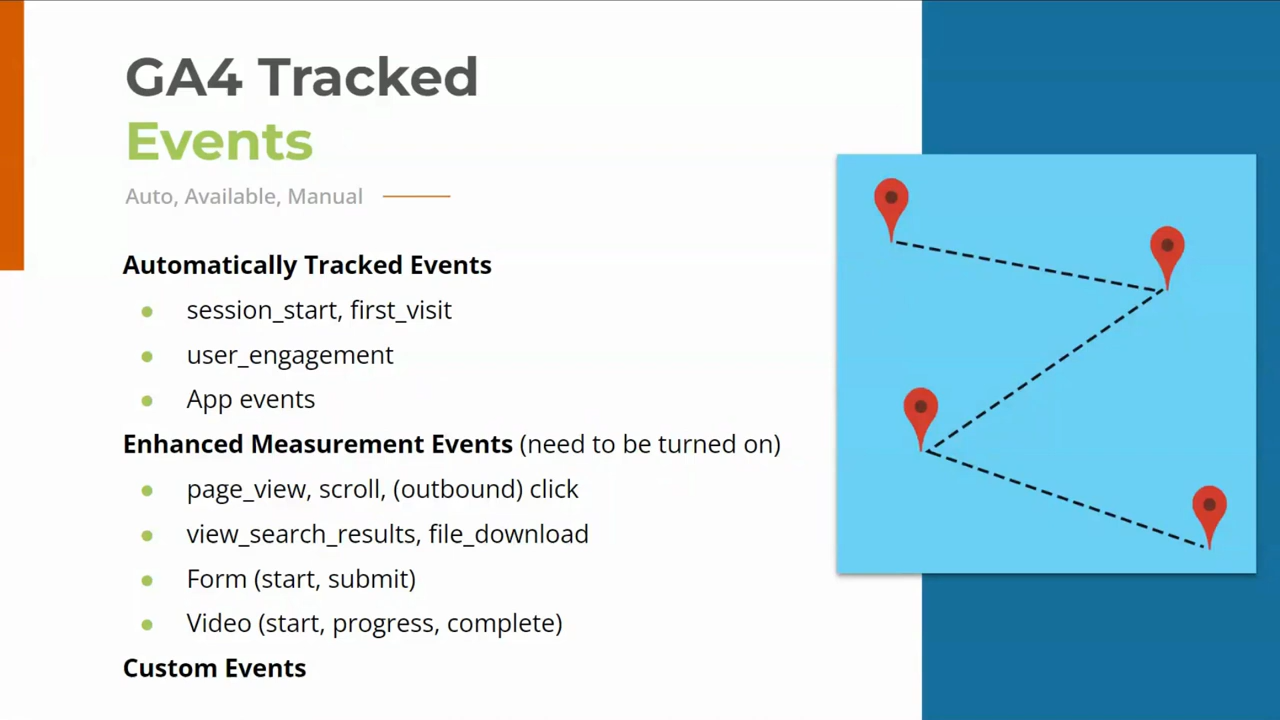 GA4 Tracked
Events
Auto, Available, Manual
Automatically Tracked Events
● session_start, first_visit
● user_engagement
● App events
Enhanced Measurement Events (need to be turned on)
● page_view, scroll, (outbound) click
● view_search_results, file_download
● Form (start, submit)
● Video (start, progress, complete)
Custom Events